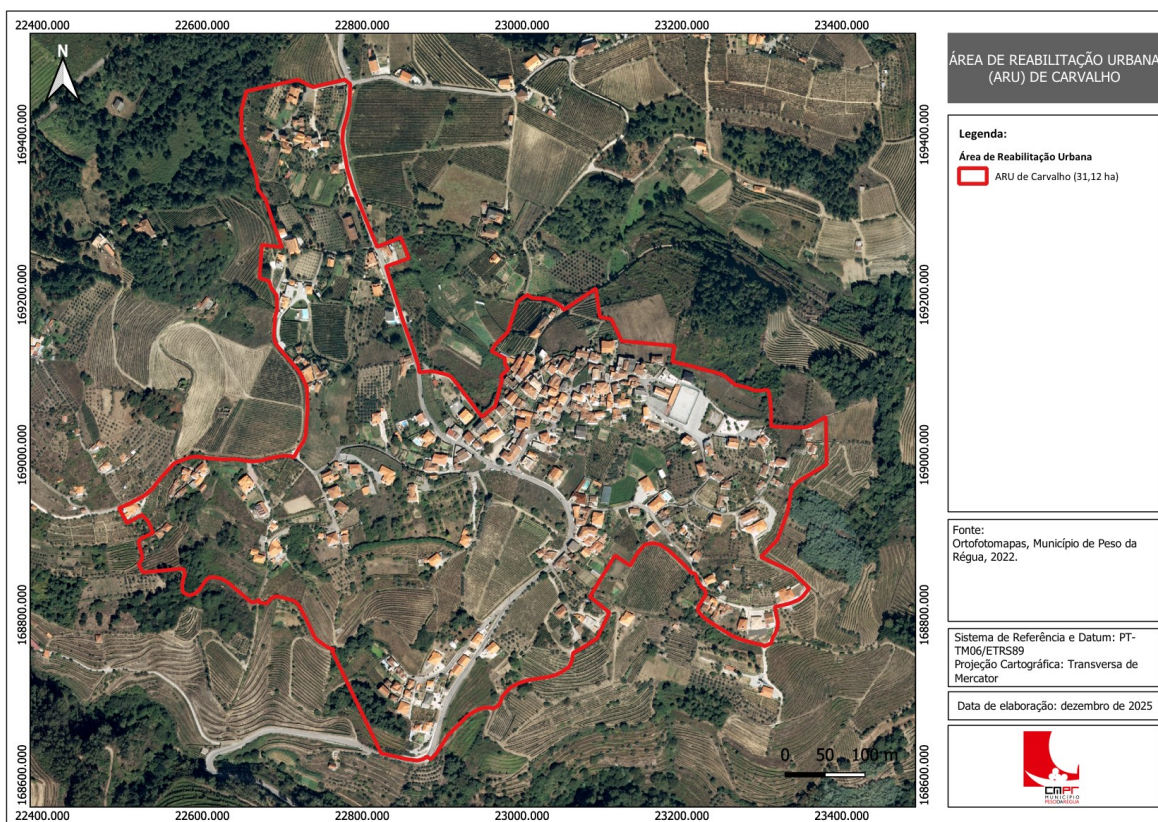 22400.000 22600.000 22800.000 23000.000 23200.000 23400.000
N
169400.000
169200.000
169000.000
168800.000
168600.000
169400.000
169200.000
169000.000
168800.000
168600.000
0 50 100 m
22400.000 22600.000 22800.000 23000.000 23200.000 23400.000
ÁREA DE REABILITAÇÃO URBANA
(ARU) DE CARVALHO
Legenda:
Área de Reabilitação Urbana
ARU de Carvalho (31,12 ha)
Fonte:
Ortofotomapas, Município de Peso da
Régua, 2022.
Sistema de Referência e Datum: PT-
TM06/ETRS89
Projeção Cartográfica: Transversa de
Mercator
Data de elaboração: dezembro de 2025
CMPR
MUNICÍPIO
PESODARÉGUA